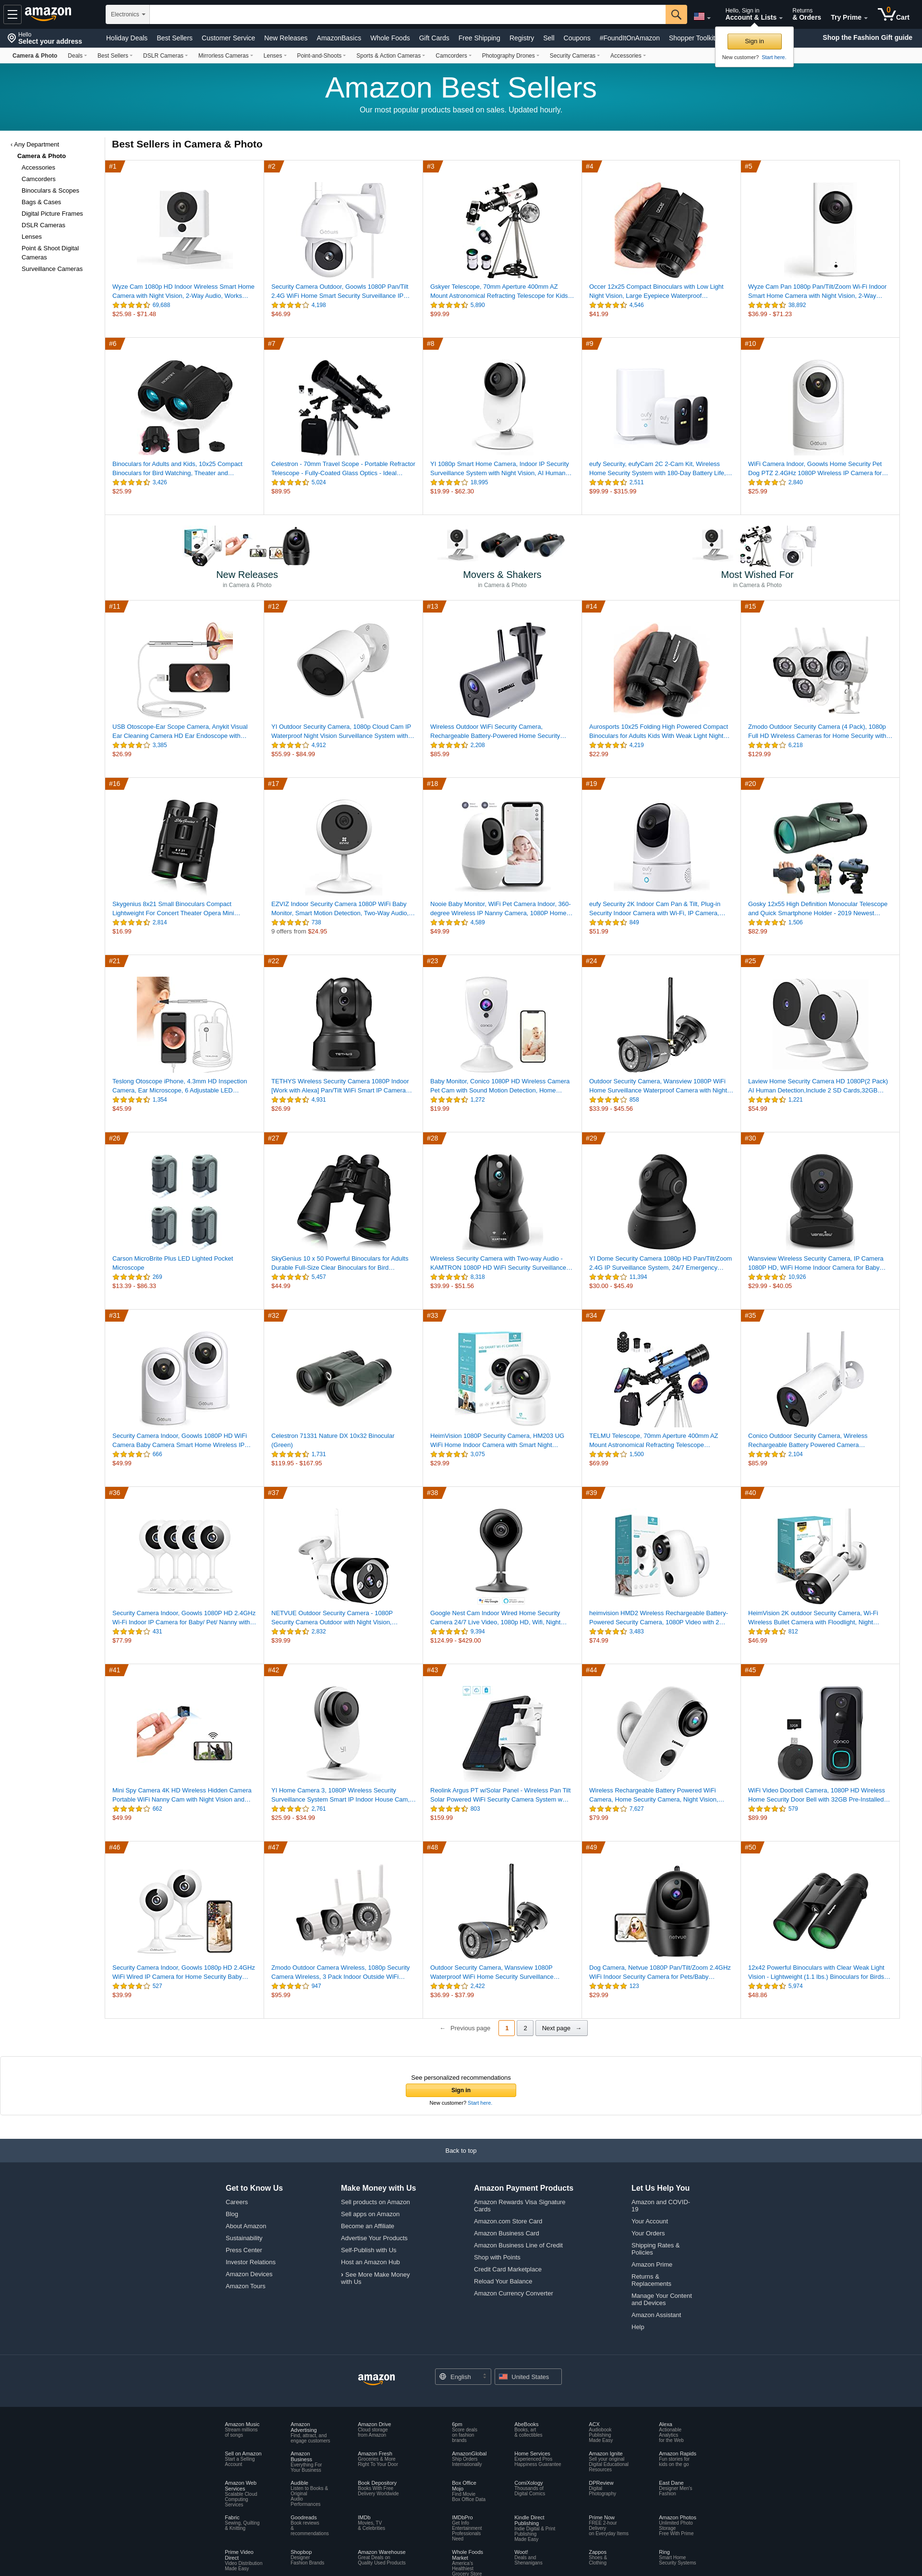 amazon
Electronics
Hello, Sign in
Account & Lists
Returns
& Orders
Try Prime
0
Cart
Hello
Select your address
Holiday Deals Best Sellers Customer Service New Releases AmazonBasics Whole Foods Gift Cards Free Shipping Registry Sell Coupons #FoundItOnAmazon Shopper Toolkit
Shop the Fashion Gift guide
Sign in
New customer? Start here.
Camera & Photo Deals Best Sellers DSLR Cameras Mirrorless Cameras Lenses Point-and-Shoots Sports & Action Cameras Camcorders Photography Drones Security Cameras Accessories
Amazon Best Sellers
Our most popular products based on sales. Updated hourly.
‹ Any Department
Camera & Photo
Accessories
Camcorders
Binoculars & Scopes
Bags & Cases
Digital Picture Frames
DSLR Cameras
Lenses
Point & Shoot Digital
Cameras
Surveillance Cameras
Best Sellers in Camera & Photo
#1
Wyze Cam 1080p HD Indoor Wireless Smart Home
Camera with Night Vision, 2-Way Audio, Works…
69,688
$25.98 - $71.48
#2
Security Camera Outdoor, Goowls 1080P Pan/Tilt
2.4G WiFi Home Smart Security Surveillance IP…
4,198
$46.99
#3
Gskyer Telescope, 70mm Aperture 400mm AZ
Mount Astronomical Refracting Telescope for Kids…
5,890
$99.99
#4
Occer 12x25 Compact Binoculars with Low Light
Night Vision, Large Eyepiece Waterproof…
4,546
$41.99
#5
Wyze Cam Pan 1080p Pan/Tilt/Zoom Wi-Fi Indoor
Smart Home Camera with Night Vision, 2-Way…
38,892
$36.99 - $71.23
#6
Binoculars for Adults and Kids, 10x25 Compact
Binoculars for Bird Watching, Theater and…
3,426
$25.99
#7
Celestron - 70mm Travel Scope - Portable Refractor
Telescope - Fully-Coated Glass Optics - Ideal…
5,024
$89.95
#8
YI 1080p Smart Home Camera, Indoor IP Security
Surveillance System with Night Vision, AI Human…
18,995
$19.99 - $62.30
#9
eufy Security, eufyCam 2C 2-Cam Kit, Wireless
Home Security System with 180-Day Battery Life,…
2,511
$99.99 - $315.99
#10
WiFi Camera Indoor, Goowls Home Security Pet
Dog PTZ 2.4GHz 1080P Wireless IP Camera for…
2,840
$25.99
New Releases
in Camera & Photo
Movers & Shakers
in Camera & Photo
Most Wished For
in Camera & Photo
#11
USB Otoscope-Ear Scope Camera, Anykit Visual
Ear Cleaning Camera HD Ear Endoscope with…
3,385
$26.99
#12
YI Outdoor Security Camera, 1080p Cloud Cam IP
Waterproof Night Vision Surveillance System with…
4,912
$55.99 - $84.99
#13
Wireless Outdoor WiFi Security Camera,
Rechargeable Battery-Powered Home Security…
2,208
$85.99
#14
Aurosports 10x25 Folding High Powered Compact
Binoculars for Adults Kids With Weak Light Night…
4,219
$22.99
#15
Zmodo Outdoor Security Camera (4 Pack), 1080p
Full HD Wireless Cameras for Home Security with…
6,218
$129.99
#16
Skygenius 8x21 Small Binoculars Compact
Lightweight For Concert Theater Opera Mini…
2,814
$16.99
#17
EZVIZ Indoor Security Camera 1080P WiFi Baby
Monitor, Smart Motion Detection, Two-Way Audio,…
738
9 offers from $24.95
#18
Nooie Baby Monitor, WiFi Pet Camera Indoor, 360-
degree Wireless IP Nanny Camera, 1080P Home…
4,589
$49.99
#19
eufy Security 2K Indoor Cam Pan & Tilt, Plug-in
Security Indoor Camera with Wi-Fi, IP Camera,…
849
$51.99
#20
Gosky 12x55 High Definition Monocular Telescope
and Quick Smartphone Holder - 2019 Newest…
1,506
$82.99
#21
Teslong Otoscope iPhone, 4.3mm HD Inspection
Camera, Ear Microscope, 6 Adjustable LED…
1,354
$45.99
#22
TETHYS Wireless Security Camera 1080P Indoor
[Work with Alexa] Pan/Tilt WiFi Smart IP Camera…
4,931
$26.99
#23
Baby Monitor, Conico 1080P HD Wireless Camera
Pet Cam with Sound Motion Detection, Home…
1,272
$19.99
#24
Outdoor Security Camera, Wansview 1080P WiFi
Home Surveillance Waterproof Camera with Night…
858
$33.99 - $45.56
#25
Laview Home Security Camera HD 1080P(2 Pack)
AI Human Detection,Include 2 SD Cards,32GB…
1,221
$54.99
#26
Carson MicroBrite Plus LED Lighted Pocket
Microscope
269
$13.39 - $86.33
#27
SkyGenius 10 x 50 Powerful Binoculars for Adults
Durable Full-Size Clear Binoculars for Bird…
5,457
$44.99
#28
Wireless Security Camera with Two-way Audio -
KAMTRON 1080P HD WiFi Security Surveillance…
8,318
$39.99 - $51.56
#29
YI Dome Security Camera 1080p HD Pan/Tilt/Zoom
2.4G IP Surveillance System, 24/7 Emergency…
11,394
$30.00 - $45.49
#30
Wansview Wireless Security Camera, IP Camera
1080P HD, WiFi Home Indoor Camera for Baby…
10,926
$29.99 - $40.05
#31
Security Camera Indoor, Goowls 1080P HD WiFi
Camera Baby Camera Smart Home Wireless IP…
666
$49.99
#32
Celestron 71331 Nature DX 10x32 Binocular
(Green)
1,731
$119.95 - $167.95
#33
HeimVision 1080P Security Camera, HM203 UG
WiFi Home Indoor Camera with Smart Night…
3,075
$29.99
#34
TELMU Telescope, 70mm Aperture 400mm AZ
Mount Astronomical Refracting Telescope…
1,500
$69.99
#35
Conico Outdoor Security Camera, Wireless
Rechargeable Battery Powered Camera…
2,104
$85.99
#36
Security Camera Indoor, Goowls 1080P HD 2.4GHz
Wi-Fi Indoor IP Camera for Baby/ Pet/ Nanny with…
431
$77.99
#37
NETVUE Outdoor Security Camera - 1080P
Security Camera Outdoor with Night Vision,…
2,832
$39.99
#38
Google Nest Cam Indoor Wired Home Security
Camera 24/7 Live Video, 1080p HD, Wifi, Night…
9,394
$124.99 - $429.00
#39
heimvision HMD2 Wireless Rechargeable Battery-
Powered Security Camera, 1080P Video with 2…
3,483
$74.99
#40
HeimVision 2K outdoor Security Camera, Wi-Fi
Wireless Bullet Camera with Floodlight, Night…
812
$46.99
#41
Mini Spy Camera 4K HD Wireless Hidden Camera
Portable WiFi Nanny Cam with Night Vision and…
662
$49.99
#42
YI Home Camera 3, 1080P Wireless Security
Surveillance System Smart IP Indoor House Cam,…
2,761
$25.99 - $34.99
#43
Reolink Argus PT w/Solar Panel - Wireless Pan Tilt
Solar Powered WiFi Security Camera System w…
803
$159.99
#44
Wireless Rechargeable Battery Powered WiFi
Camera, Home Security Camera, Night Vision,…
7,627
$79.99
#45
WiFi Video Doorbell Camera, 1080P HD Wireless
Home Security Door Bell with 32GB Pre-Installed…
579
$89.99
#46
Security Camera Indoor, Goowls 1080p HD 2.4GHz
WiFi Wired IP Camera for Home Security Baby…
527
$39.99
#47
Zmodo Outdoor Camera Wireless, 1080p Security
Camera Wireless, 3 Pack Indoor Outside WiFi…
947
$95.99
#48
Outdoor Security Camera, Wansview 1080P
Waterproof WiFi Home Security Surveillance…
2,422
$36.99 - $37.99
#49
Dog Camera, Netvue 1080P Pan/Tilt/Zoom 2.4GHz
WiFi Indoor Security Camera for Pets/Baby…
123
$29.99
#50
12x42 Powerful Binoculars with Clear Weak Light
Vision - Lightweight (1.1 lbs.) Binoculars for Birds…
5,974
$48.86
← Previous page 1 2 Next page →
See personalized recommendations
Sign in
New customer? Start here.
Back to top
Get to Know Us
Careers
Blog
About Amazon
Sustainability
Press Center
Investor Relations
Amazon Devices
Amazon Tours
Make Money with Us
Sell products on Amazon
Sell apps on Amazon
Become an Affiliate
Advertise Your Products
Self-Publish with Us
Host an Amazon Hub
› See More Make Money
with Us
Amazon Payment Products
Amazon Rewards Visa Signature
Cards
Amazon.com Store Card
Amazon Business Card
Amazon Business Line of Credit
Shop with Points
Credit Card Marketplace
Reload Your Balance
Amazon Currency Converter
Let Us Help You
Amazon and COVID-
19
Your Account
Your Orders
Shipping Rates &
Policies
Amazon Prime
Returns &
Replacements
Manage Your Content
and Devices
Amazon Assistant
Help
amazon
English
United States
Amazon Music
Stream millions
of songs
Amazon
Advertising
Find, attract, and
engage customers
Amazon Drive
Cloud storage
from Amazon
6pm
Score deals
on fashion
brands
AbeBooks
Books, art
& collectibles
ACX
Audiobook
Publishing
Made Easy
Alexa
Actionable
Analytics
for the Web
Sell on Amazon
Start a Selling
Account
Amazon
Business
Everything For
Your Business
Amazon Fresh
Groceries & More
Right To Your Door
AmazonGlobal
Ship Orders
Internationally
Home Services
Experienced Pros
Happiness Guarantee
Amazon Ignite
Sell your original
Digital Educational
Resources
Amazon Rapids
Fun stories for
kids on the go
Amazon Web
Services
Scalable Cloud
Computing
Services
Audible
Listen to Books &
Original
Audio
Performances
Book Depository
Books With Free
Delivery Worldwide
Box Office
Mojo
Find Movie
Box Office Data
ComiXology
Thousands of
Digital Comics
DPReview
Digital
Photography
East Dane
Designer Men's
Fashion
Fabric
Sewing, Quilting
& Knitting
Goodreads
Book reviews
&
recommendations
IMDb
Movies, TV
& Celebrities
IMDbPro
Get Info
Entertainment
Professionals
Need
Kindle Direct
Publishing
Indie Digital & Print
Publishing
Made Easy
Prime Now
FREE 2-hour
Delivery
on Everyday Items
Amazon Photos
Unlimited Photo
Storage
Free With Prime
Prime Video
Direct
Video Distribution
Made Easy
Shopbop
Designer
Fashion Brands
Amazon Warehouse
Great Deals on
Quality Used Products
Whole Foods
Market
America's
Healthiest
Grocery Store
Woot!
Deals and
Shenanigans
Zappos
Shoes &
Clothing
Ring
Smart Home
Security Systems